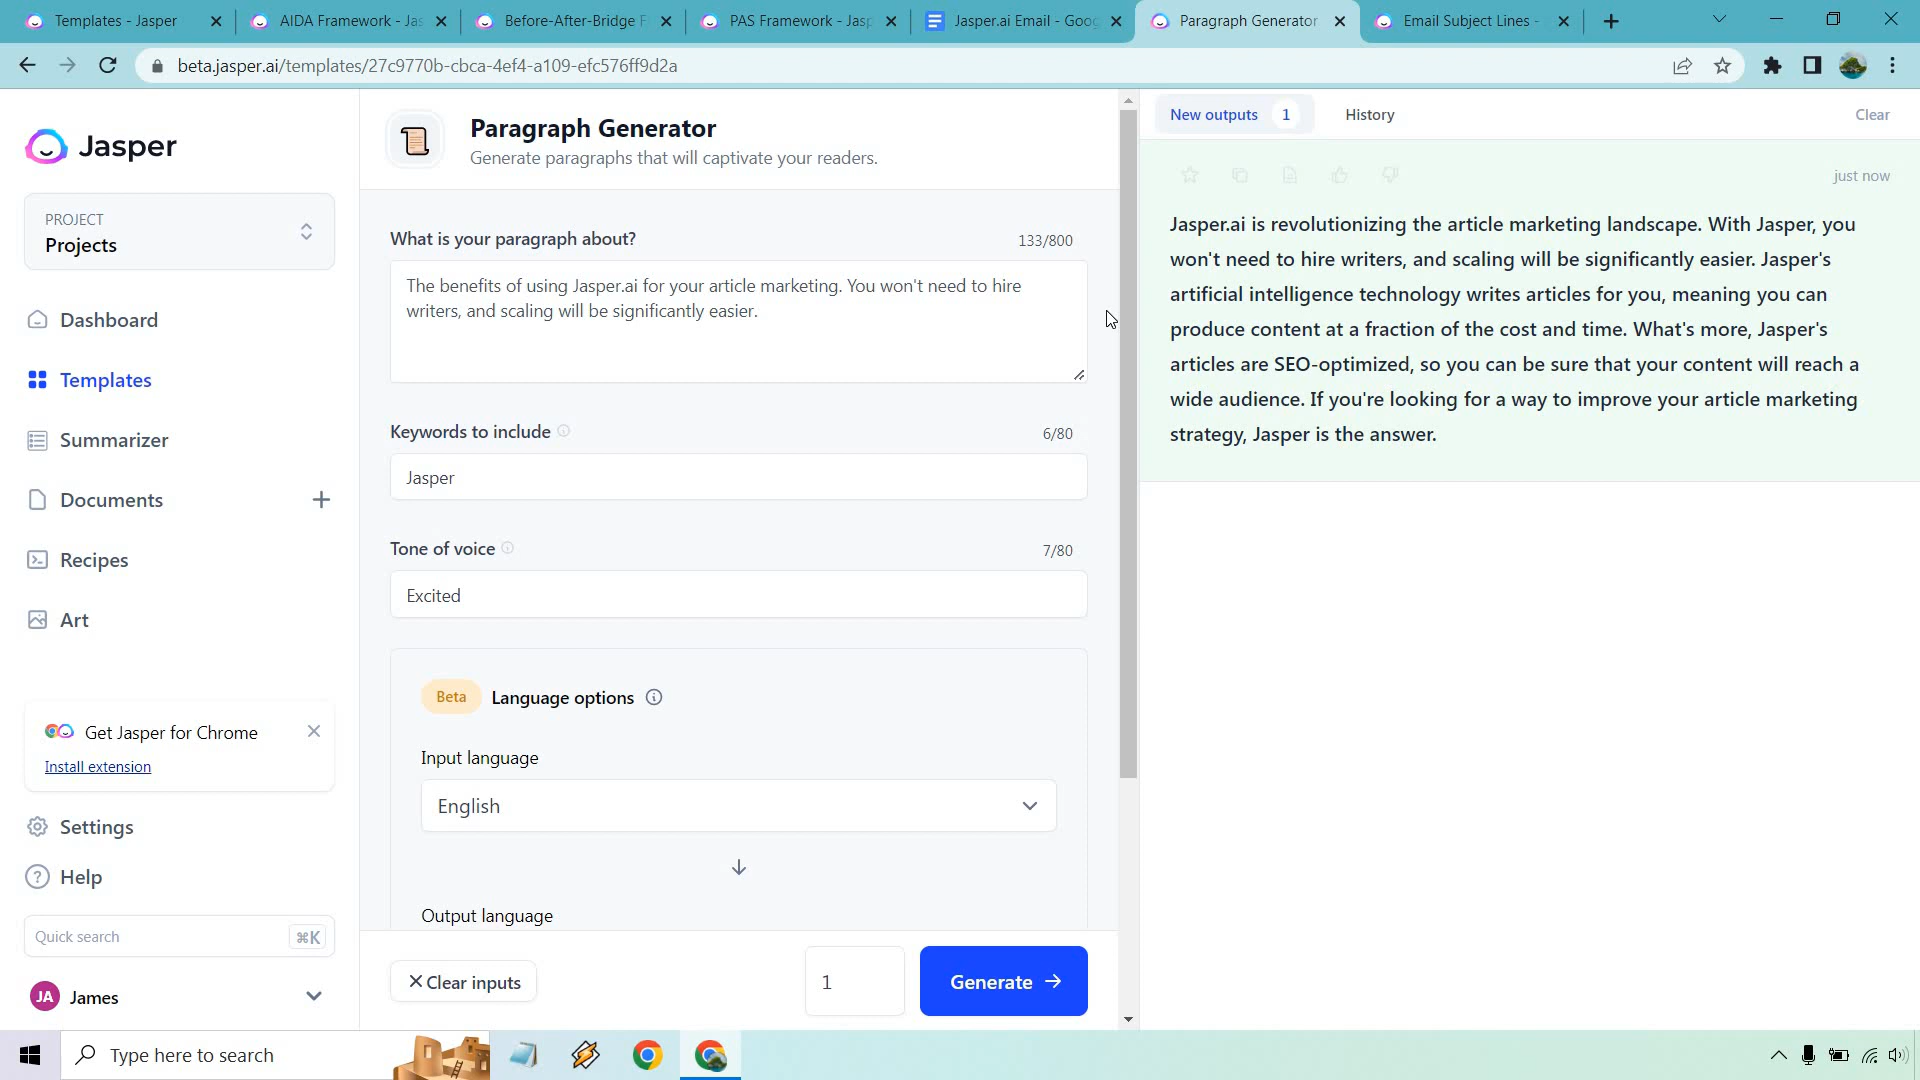 Templates - Jasper
AIDA Framework - Jas
Before-After-Bridge F
PAS Framework - Jasp
Jasper.ai Email - Goog
Paragraph Generator
Email Subject Lines -
beta.jasper.ai/templates/27c9770b-cbca-4ef4-a109-efc576ff9d2a
Jasper
PROJECT
Projects
Dashboard
Templates
Summarizer
Documents
Recipes
Art
Get Jasper for Chrome
Install extension
Settings
Help
Quick search
⌘K
JA
James
Paragraph Generator
Generate paragraphs that will captivate your readers.
What is your paragraph about?
133/800
The benefits of using Jasper.ai for your article marketing. You won't need to hire
writers, and scaling will be significantly easier.
Keywords to include
6/80
Jasper
Tone of voice
7/80
Excited
Beta
Language options
Input language
English
Output language
Clear inputs
1
Generate
New outputs
1
History
Clear
just now
Jasper.ai is revolutionizing the article marketing landscape. With Jasper, you
won't need to hire writers, and scaling will be significantly easier. Jasper's
artificial intelligence technology writes articles for you, meaning you can
produce content at a fraction of the cost and time. What's more, Jasper's
articles are SEO-optimized, so you can be sure that your content will reach a
wide audience. If you're looking for a way to improve your article marketing
strategy, Jasper is the answer.
Type here to search